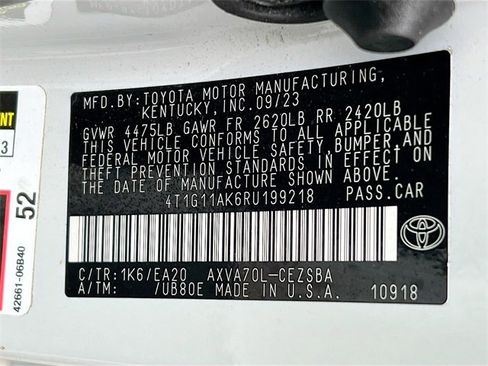 MFD.BY:TOYOTA MOTOR MANUFACTURING,
KENTUCKY, INC.09/23
GVWR 4475LB GAWR FR 2620LB RR 2420LB
THIS VEHICLE CONFORMS TO ALL APPLICABLE
FEDERAL MOTOR VEHICLE SAFETY,BUMPER,AND
THEFT PREVENTION STANDARDS IN EFFECT ON
THE DATE OF MANUFACTURE SHOWN ABOVE.
4T1G11AK6RU199218 PASS.CAR
C/TR:1K6/EA20 AXVA70L-CEZSBA
A/TM: /UB80E MADE IN U.S.A.
10918
TOYOTA
52
42661-06B40